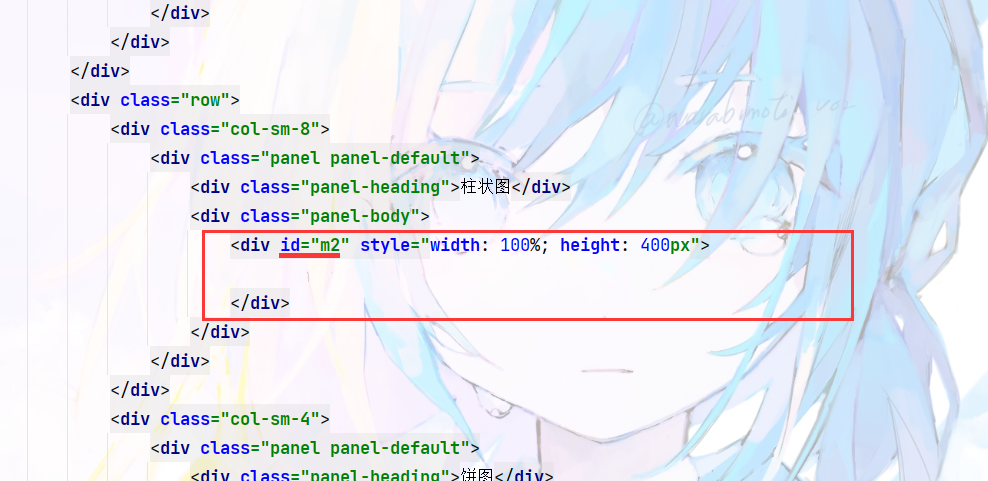 </div>
</div>
</div>
<div class="row">
<div class="col-sm-8">
<div class="panel panel-default">
<div class="panel-heading">柱状图</div>
<div class="panel-body">
<div id="m2" style="width: 100%; height: 400px">
</div>
</div>
</div>
</div>
<div class="col-sm-4">
<div class="panel panel-default">
<div class="panel-heading">饼图</div>